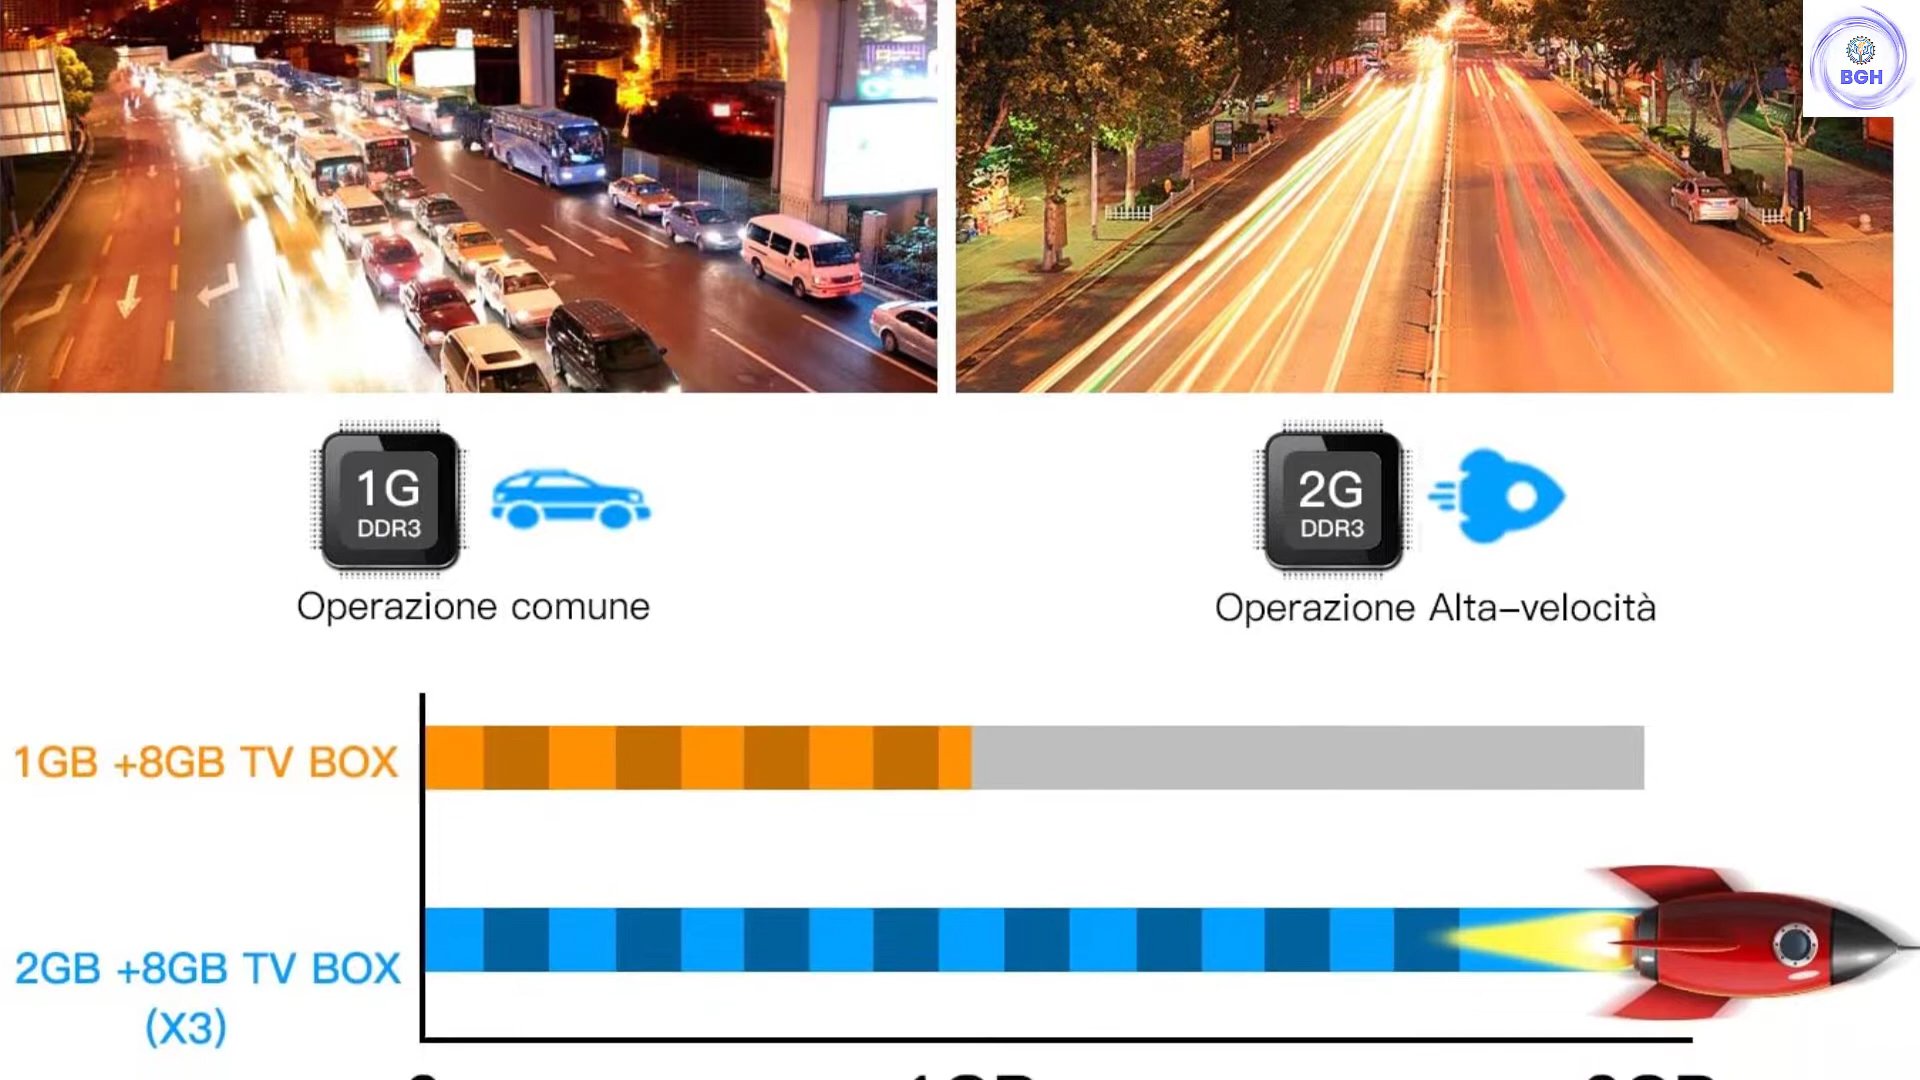 BGH
1G
DDR3
2G
DDR3
Operazione comune
Operazione Alta–velocità
1GB +8GB TV BOX
2GB +8GB TV BOX
(X3)